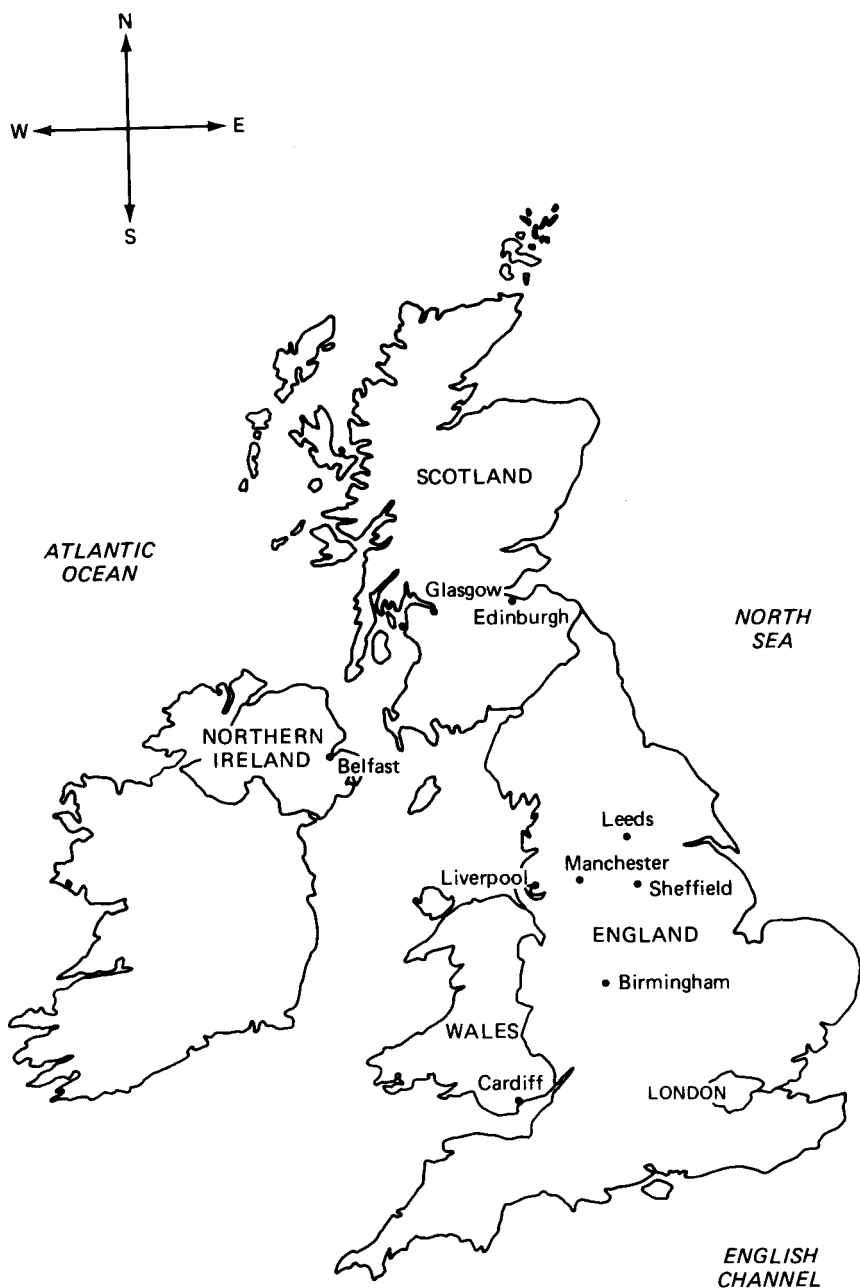 N
W
E
S
SCOTLAND
ATLANTIC
OCEAN
Glasgow
Edinburgh
NORTH
SEA
NORTHERN
IRELAND
Belfast
Leeds
Manchester
Liverpool
Sheffield
ENGLAND
Birmingham
WALES
Cardiff
LONDON
ENGLISH
CHANNEL